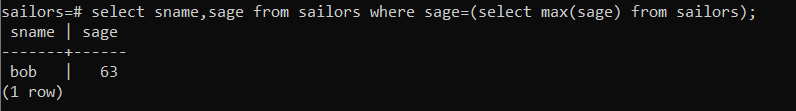 sailors=# select sname,sage from sailors where sage=(select max(sage) from sailors);
 sname | sage
-------+------
 bob   |   63
(1 row)